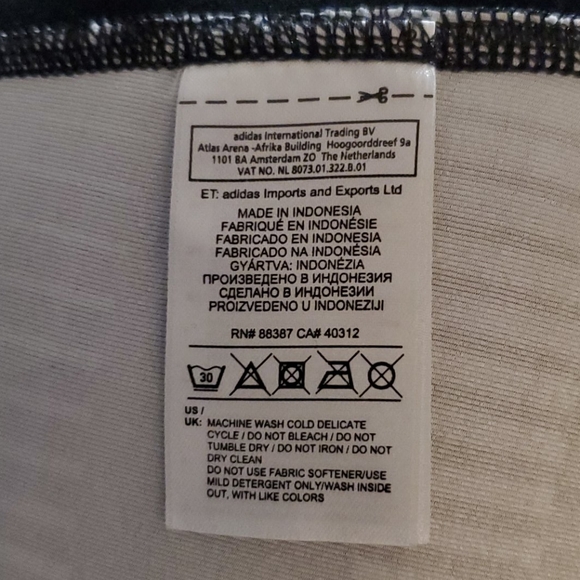 adidas International Trading BV
Atlas Arena -Afrika Building Hoogoorddreef 9a
1101 BA Amsterdam ZO The Netherlands
VAT NO. NL 8073.01.322.B.01
ET: adidas Imports and Exports Ltd
MADE IN INDONESIA
FABRIQUÉ EN INDONÉSIE
FABRICADO EN INDONESIA
FABRICADO NA INDONÉSIA
GYÁRTVA: INDONÉZIA
ПРОИЗВЕДЕНО В ИНДОНЕЗИЯ
СДЕЛАНО В ИНДОНЕЗИИ
PROIZVEDENO U INDONEZIJI
RN# 88387 CA# 40312
30
US /
UK: MACHINE WASH COLD DELICATE
CYCLE / DO NOT BLEACH / DO NOT
TUMBLE DRY / DO NOT IRON / DO NOT
DRY CLEAN
DO NOT USE FABRIC SOFTENER/USE
MILD DETERGENT ONLY/WASH INSIDE
OUT, WITH LIKE COLORS